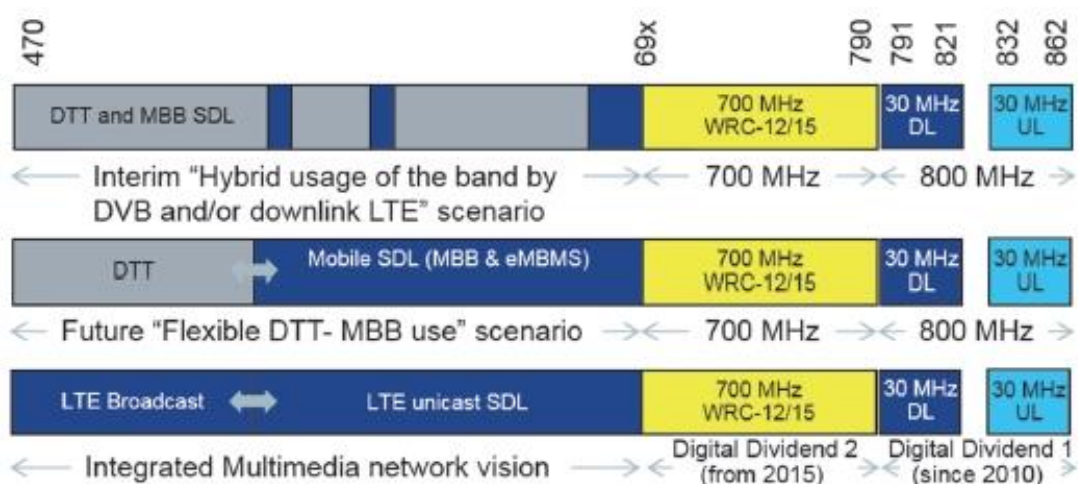 470
69x
790
791
821
832
862
DTT and MBB SDL
700 MHz
WRC-12/15
30 MHz
DL
30 MHz
UL
Interim “Hybrid usage of the band by
DVB and/or downlink LTE” scenario
700 MHz
800 MHz
DTT
Mobile SDL (MBB & eMBMS)
700 MHz
WRC-12/15
30 MHz
DL
30 MHz
UL
Future “Flexible DTT- MBB use” scenario
700 MHz
800 MHz
LTE Broadcast
LTE unicast SDL
700 MHz
WRC-12/15
30 MHz
DL
30 MHz
UL
Integrated Multimedia network vision
Digital Dividend 2
(from 2015)
Digital Dividend 1
(since 2010)